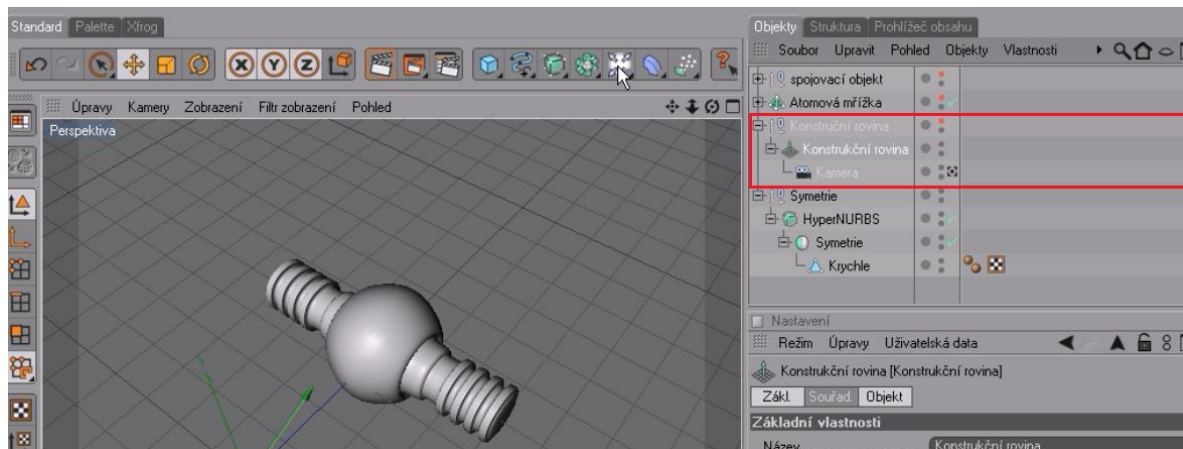 Standard Palette Xfrog
Objekty Struktura Prohlížeč obsahu
Soubor Upravit Pohled Objekty Vlastnosti
Úpravy Kamery Zobrazení Filtr zobrazení Pohled
Perspektiva
spojovací objekt
Atomová mřížka
Konstruční rovina
Konstrukční rovina
Kamera
Symetrie
HyperNURBS
Symetrie
Krychle
Nastavení
Režim Úpravy Uživatelská data
Konstrukční rovina [Konstrukční rovina]
Zákl. Souřad. Objekt
Základní vlastnosti
Název Konstrukční rovina